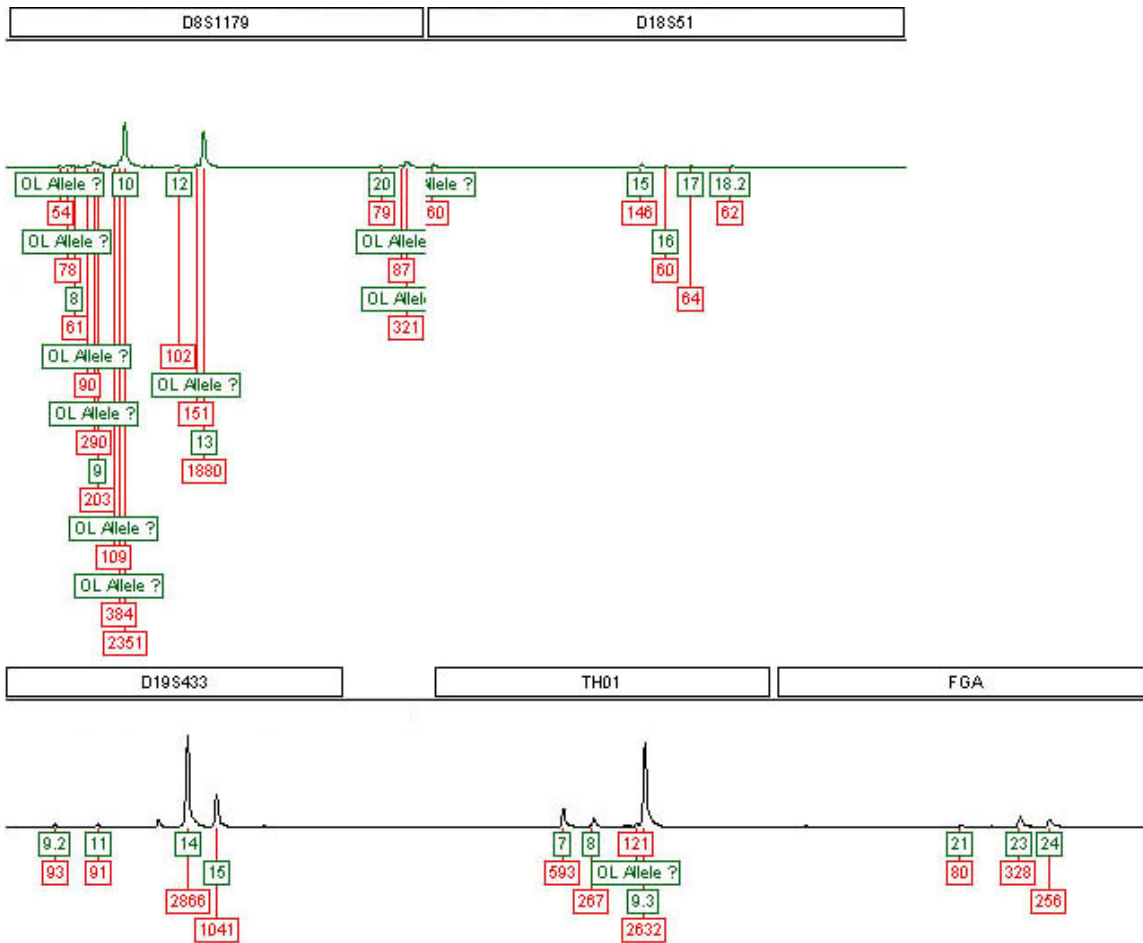 D8S1179 D18S51
OL Allele ? 10 12 20 Allele ? 15 17 18.2
54 79 60 146 62
OL Allele ? OL Allele 16
78 87 60
8 OL Allel 64
61 321
OL Allele ? 102
90 OL Allele ?
OL Allele ? 151
290 13
9 1880
203
OL Allele ?
109
OL Allele ?
384
2351
D19S433 TH01 FGA
9.2 11 14 7 8 121 21 23 24
93 91 15 593 OL Allele ? 80 328
2866 267 9.3 256
1041 2632